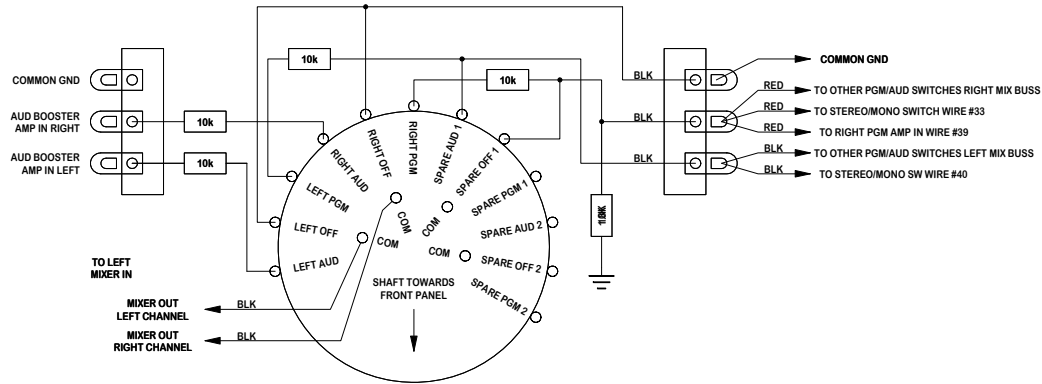 COMMON GND
AUD BOOSTER
AMP IN RIGHT
AUD BOOSTER
AMP IN LEFT
10k
10k
10k
10k
BLK
BLK
BLK
RED
RED
RED
BLK
BLK
COMMON GND
TO OTHER PGM/AUD SWITCHES RIGHT MIX BUSS
TO STEREO/MONO SWITCH WIRE #33
TO RIGHT PGM AMP IN WIRE #39
TO OTHER PGM/AUD SWITCHES LEFT MIX BUSS
TO STEREO/MONO SW WIRE #40
LEFT AUD
LEFT OFF
LEFT PGM
RIGHT AUD
RIGHT OFF
RIGHT PGM
SPARE AUD 1
SPARE OFF 1
SPARE PGM 1
SPARE AUD 2
SPARE OFF 2
SPARE PGM 2
COM
COM
COM
COM
SHAFT TOWARDS
FRONT PANEL
TO LEFT
MIXER IN
MIXER OUT
LEFT CHANNEL
BLK
MIXER OUT
RIGHT CHANNEL
BLK